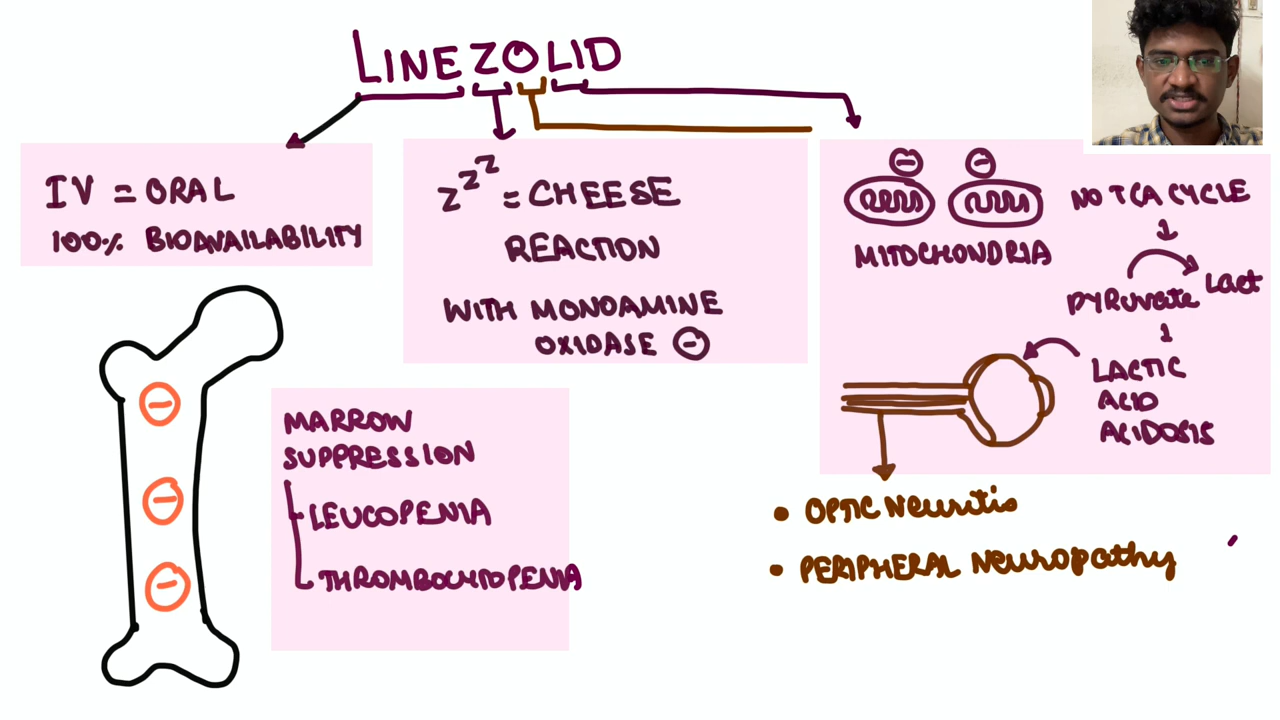 LINEZOLID
IV = ORAL
100% BIOAVAILABILITY
zzz = CHEESE
REACTION
WITH MONOAMINE
OXIDASE ⊖
MITOCHONDRIA
NO TCA CYCLE
Pyruvate
Lact
LACTIC
ACID
ACIDOSIS
MARROW
SUPPRESSION
LEUCOPENIA
THROMBOCYTOPENIA
• OPTIC Neuritis
• PERIPHERAL Neuropathy